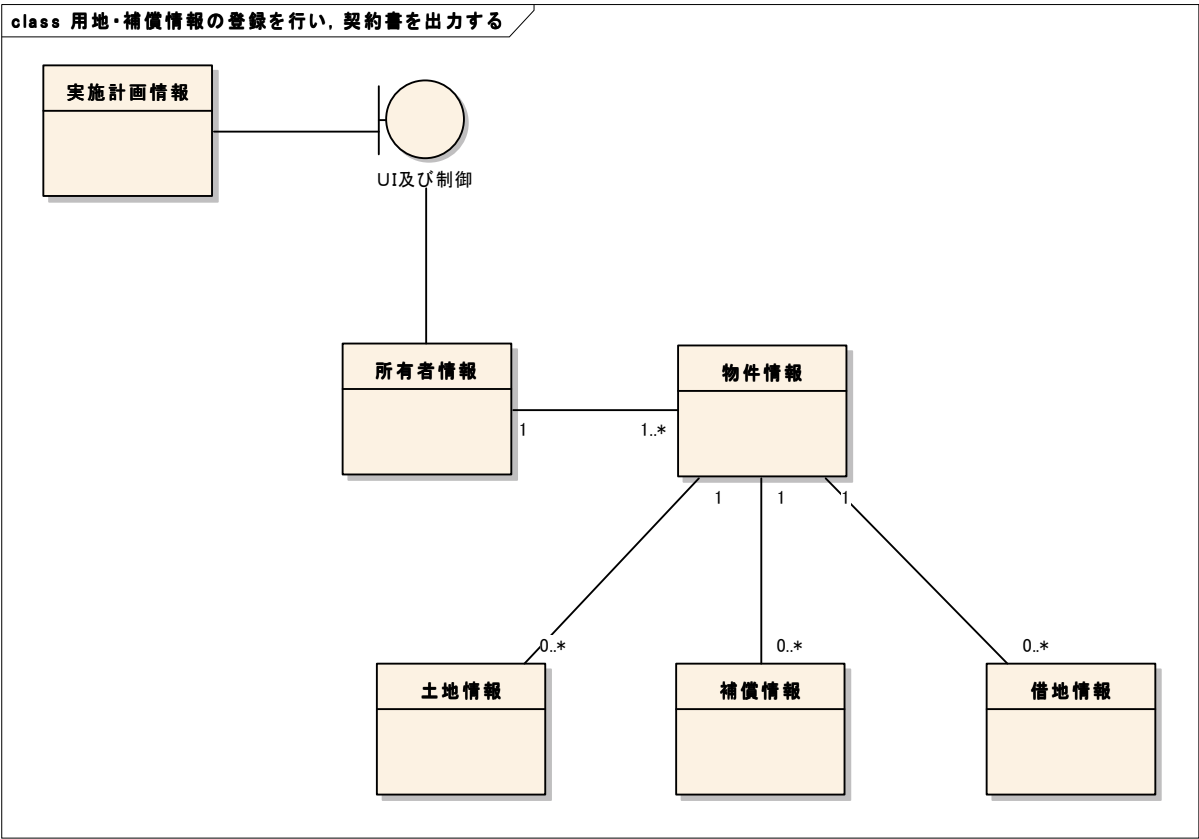 class 用地・補償情報の登録を行い, 契約書を出力する
実施計画情報
UI及び制御
所有者情報
物件情報
1
1..*
1
1
1
0..*
0..*
0..*
土地情報
補償情報
借地情報